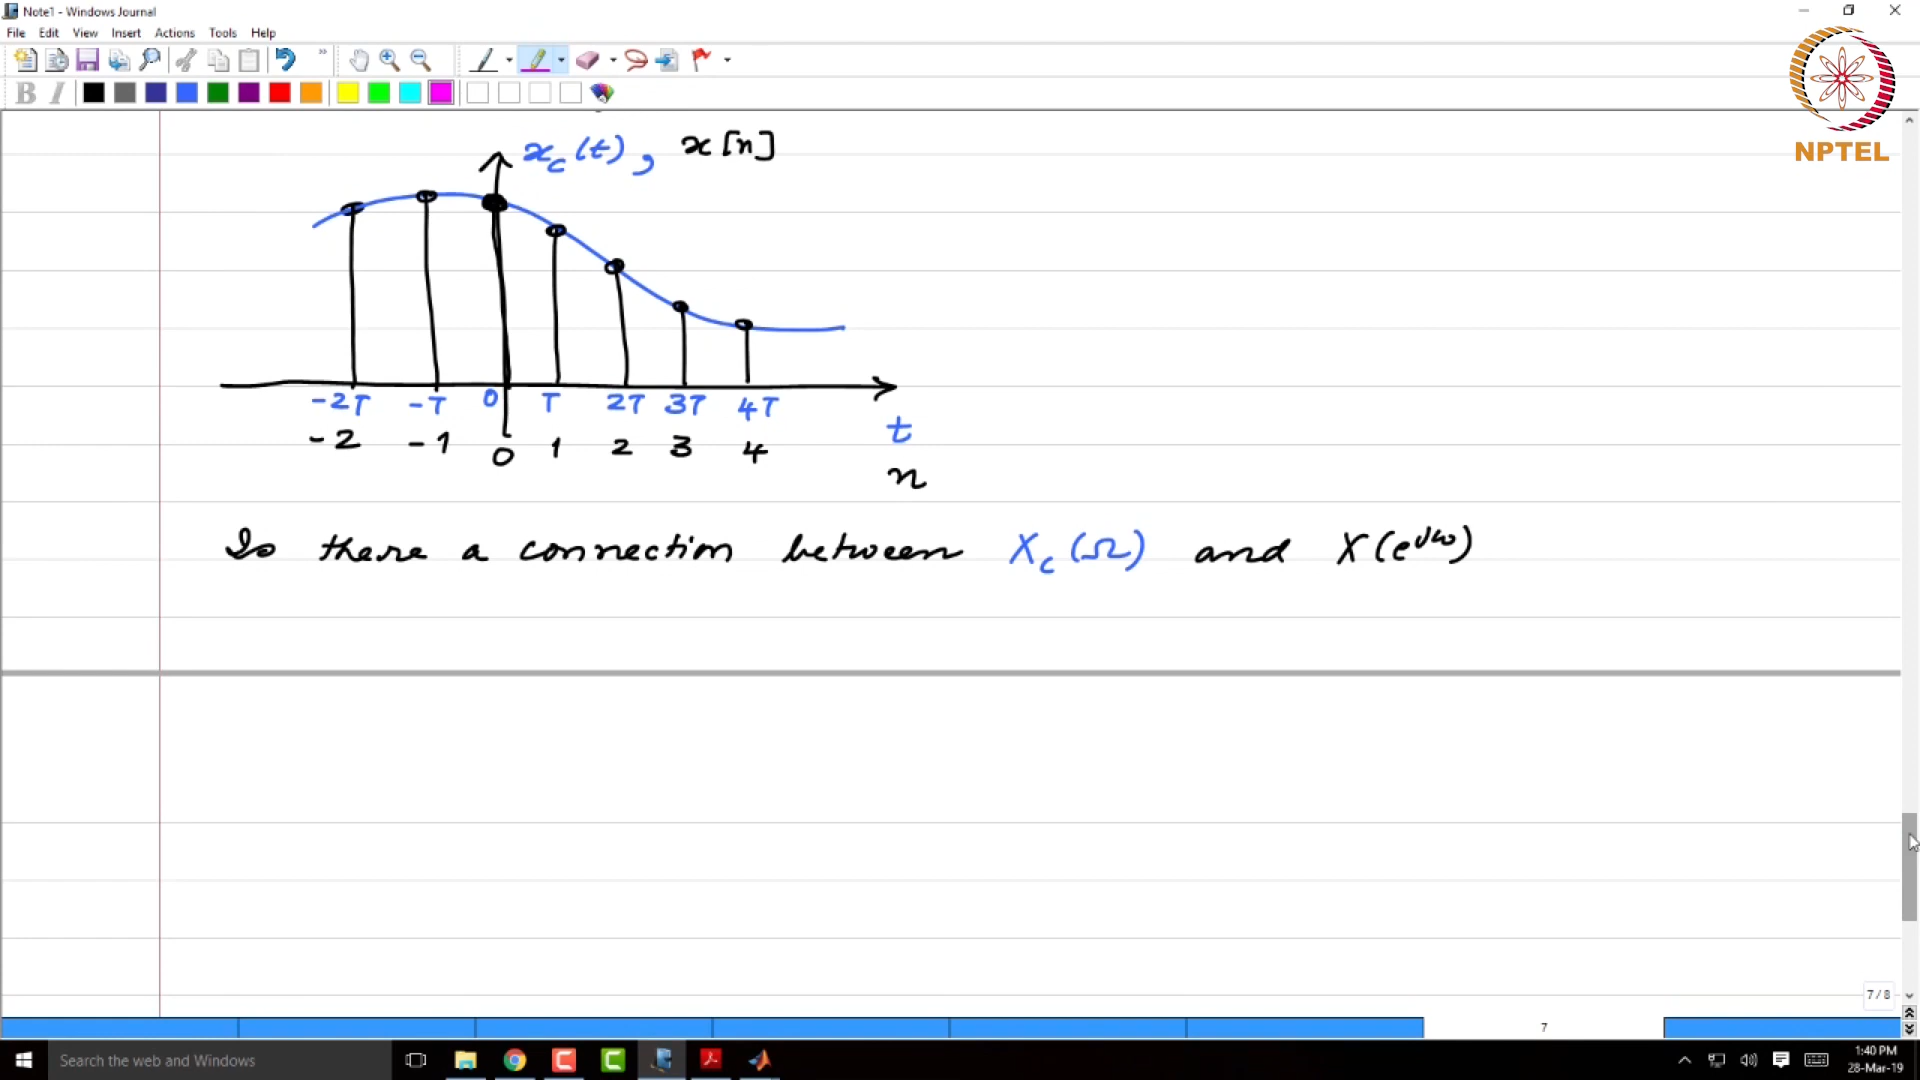 Note1 - Windows Journal
File Edit View Insert Actions Tools Help
B I
NPTEL
x_c(t), x[n]
-2T -T 0 T 2T 3T 4T
t
-2 -1 0 1 2 3 4
n
Is there a connection between X_c(Ω) and X(e^{jω})
7 / 8
7
Search the web and Windows
1:40 PM
28-Mar-19